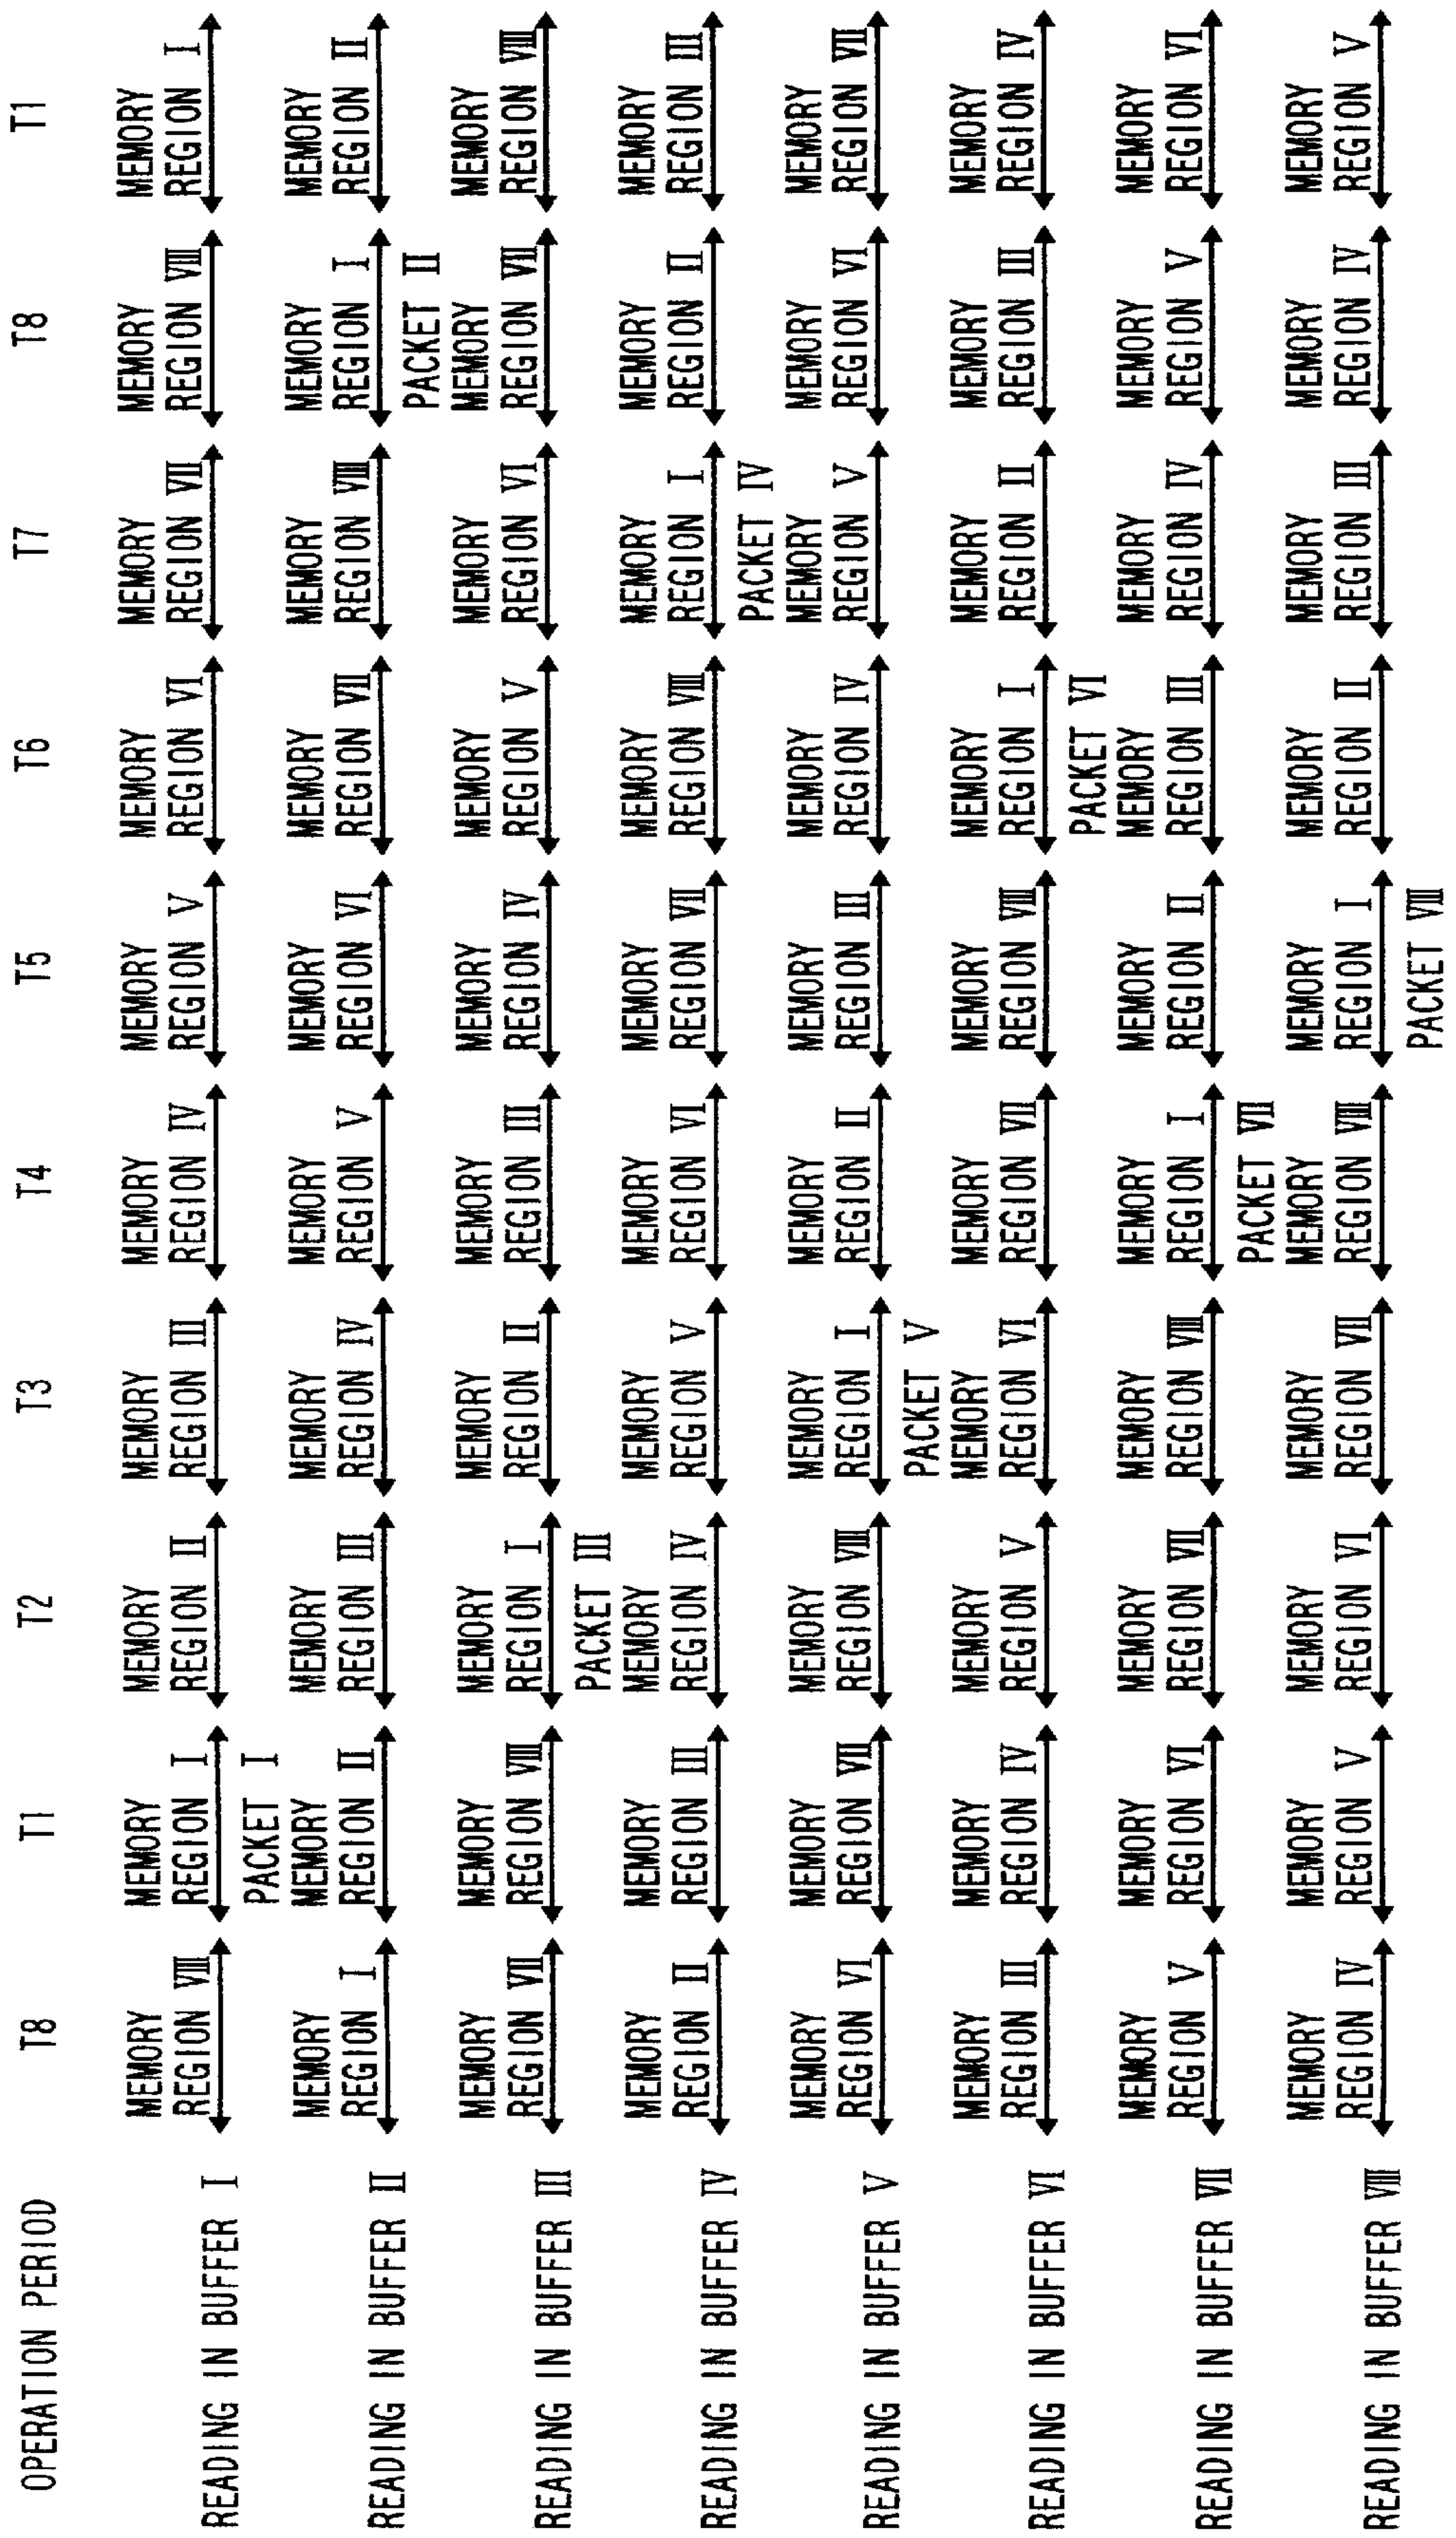 OPERATION PERIOD T8 T1 T2 T3 T4 T5 T6 T7 T8 T1
MEMORY MEMORY MEMORY MEMORY MEMORY MEMORY MEMORY MEMORY MEMORY MEMORY
READING IN BUFFER I REGION VIII REGION I REGION II REGION III REGION IV REGION V REGION VI REGION VII REGION VIII REGION I
PACKET I
MEMORY MEMORY MEMORY MEMORY MEMORY MEMORY MEMORY MEMORY MEMORY MEMORY
READING IN BUFFER II REGION I REGION II REGION III REGION IV REGION V REGION VI REGION VII REGION VIII REGION I REGION II
PACKET II
MEMORY MEMORY MEMORY MEMORY MEMORY MEMORY MEMORY MEMORY MEMORY MEMORY
READING IN BUFFER III REGION VII REGION VIII REGION I REGION II REGION III REGION IV REGION V REGION VI REGION VII REGION VIII
PACKET III
MEMORY MEMORY MEMORY MEMORY MEMORY MEMORY MEMORY MEMORY MEMORY MEMORY
READING IN BUFFER IV REGION II REGION III REGION IV REGION V REGION VI REGION VII REGION VIII REGION I REGION II REGION III
PACKET IV
MEMORY MEMORY MEMORY MEMORY MEMORY MEMORY MEMORY MEMORY MEMORY MEMORY
READING IN BUFFER V REGION VI REGION VII REGION VIII REGION I REGION II REGION III REGION IV REGION V REGION VI REGION VII
PACKET V
MEMORY MEMORY MEMORY MEMORY MEMORY MEMORY MEMORY MEMORY MEMORY MEMORY
READING IN BUFFER VI REGION III REGION IV REGION V REGION VI REGION VII REGION VIII REGION I REGION II REGION III REGION IV
PACKET VI
MEMORY MEMORY MEMORY MEMORY MEMORY MEMORY MEMORY MEMORY MEMORY MEMORY
READING IN BUFFER VII REGION V REGION VI REGION VII REGION VIII REGION I REGION II REGION III REGION IV REGION V REGION VI
PACKET VII
MEMORY MEMORY MEMORY MEMORY MEMORY MEMORY MEMORY MEMORY MEMORY MEMORY
READING IN BUFFER VIII REGION IV REGION V REGION VI REGION VII REGION VIII REGION I REGION II REGION III REGION IV REGION V
PACKET VIII